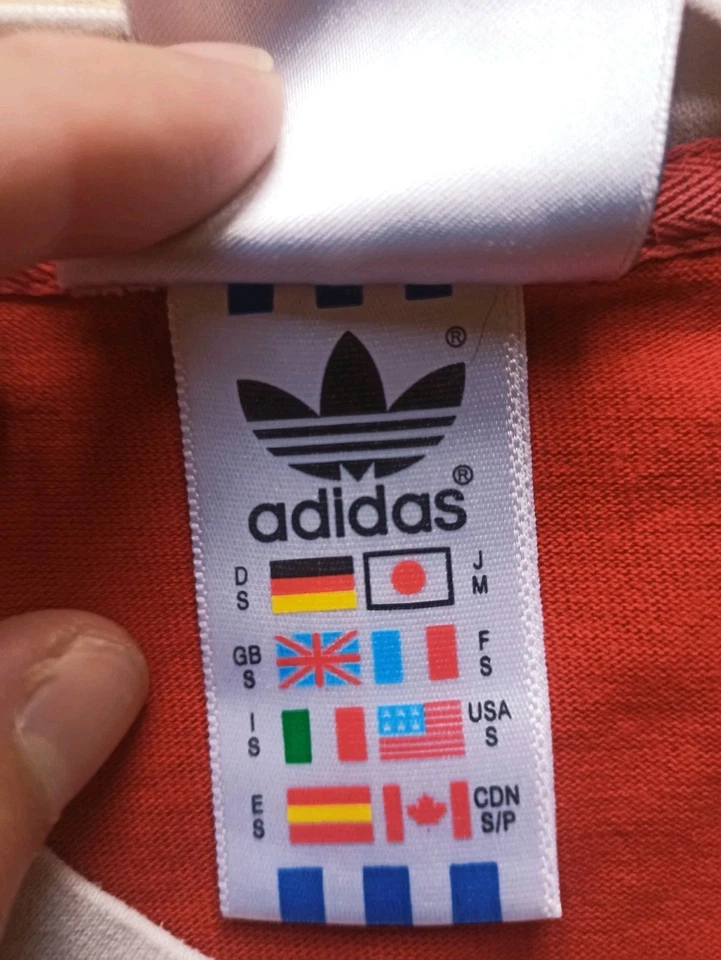 ®
adidas®
D S J M
GB S F S
I S USA S
E S CDN S/P